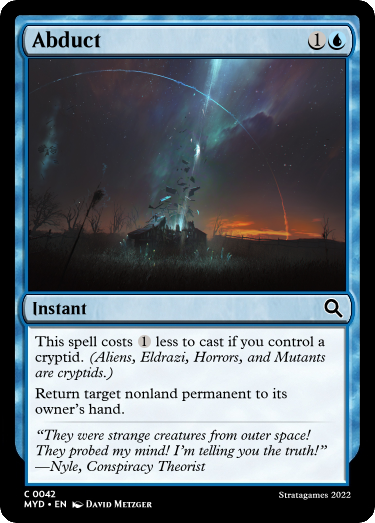 Abduct 1
Instant
This spell costs 1 less to cast if you control a
cryptid. (Aliens, Eldrazi, Horrors, and Mutants
are cryptids.)
Return target nonland permanent to its
owner's hand.
“They were strange creatures from outer space!
They probed my mind! I'm telling you the truth!”
—Nyle, Conspiracy Theorist
C 0042
MYD • EN David Metzger
Stratagames 2022